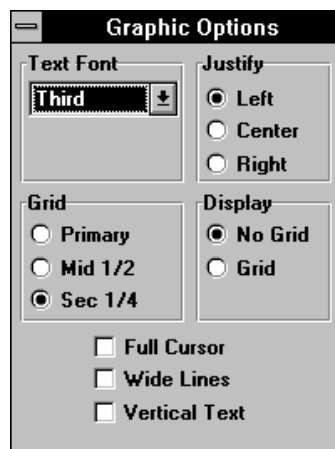 Graphic Options
Text Font
Third
Justify
Left
Center
Right
Grid
Primary
Mid 1/2
Sec 1/4
Display
No Grid
Grid
Full Cursor
Wide Lines
Vertical Text